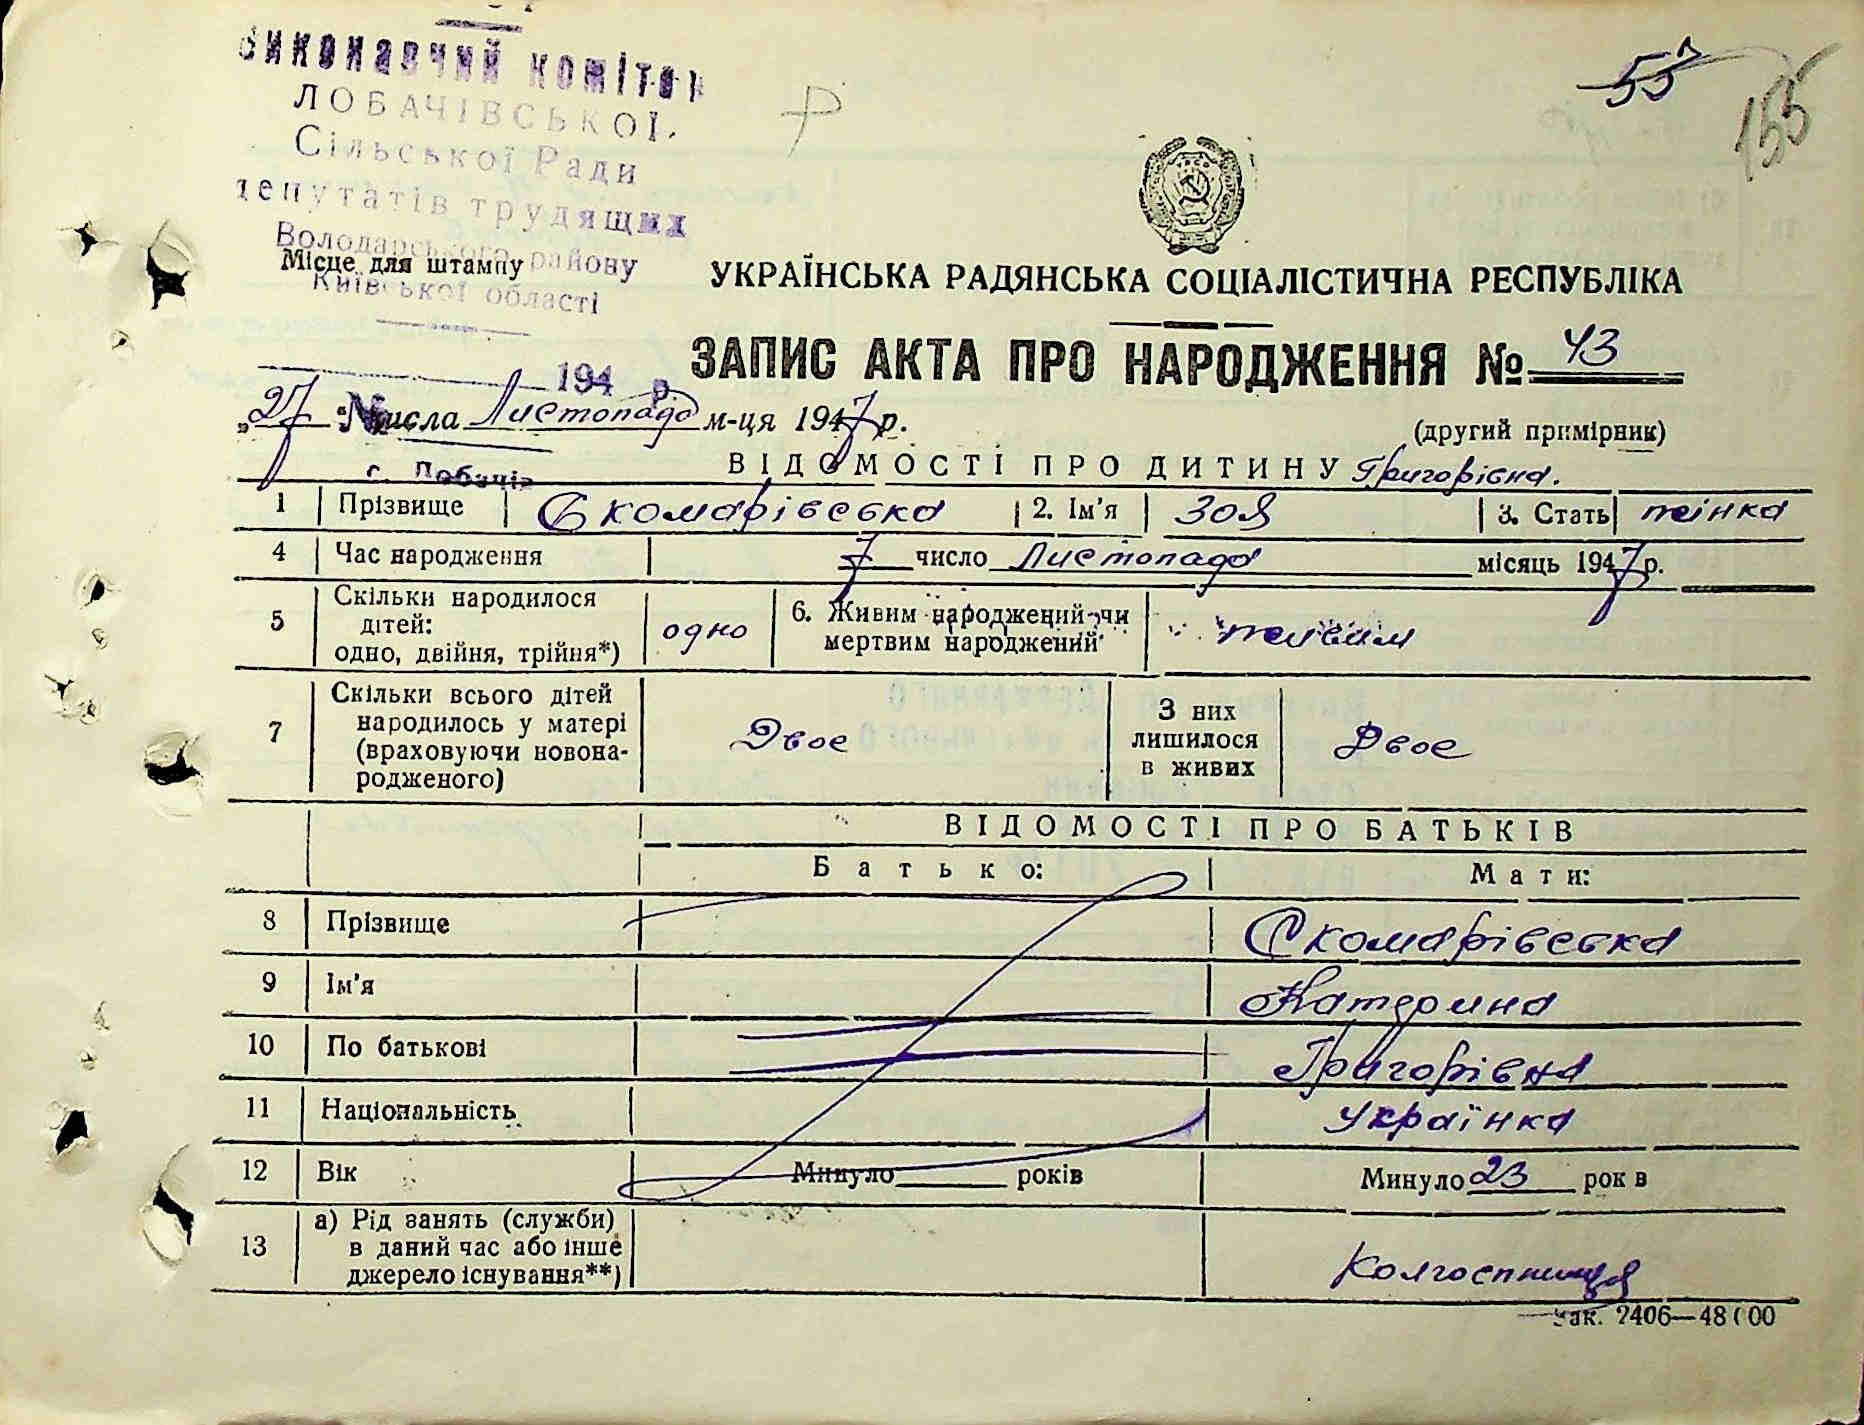 Виконавчий комітет
ЛОБАЧІВСЬКОЇ
Сільської Ради
депутатів трудящих
Володарського району
Місце для штампу
Київської області
194 р.
№
с. Лобачів
55
155
УКРАЇНСЬКА РАДЯНСЬКА СОЦІАЛІСТИЧНА РЕСПУБЛІКА
ЗАПИС АКТА ПРО НАРОДЖЕННЯ № 43
„27" числа Листопада м-ця 1947 р.
(другий примірник)
ВІДОМОСТІ ПРО ДИТИНУ Григорівна.
1 Прізвище Скомарівська 2. Ім'я Зоя 3. Стать жінка
4 Час народження 7 число Листопада місяць 1947 р.
5 Скільки народилося дітей: одно, двійня, трійня*) одно 6. Живим народжений чи мертвим народжений живим
7 Скільки всього дітей народилось у матері (враховуючи новонародженого) Двоє З них лишилося в живих Двоє
ВІДОМОСТІ ПРО БАТЬКІВ
Батько: Мати:
8 Прізвище Скомарівська
9 Ім'я Катерина
10 По батькові Григорівна
11 Національність Українка
12 Вік Минуло ______ років Минуло 23 років
13 а) Рід занять (служби) в даний час або інше джерело існування**) Колгоспниця
Зак. 2406—48000